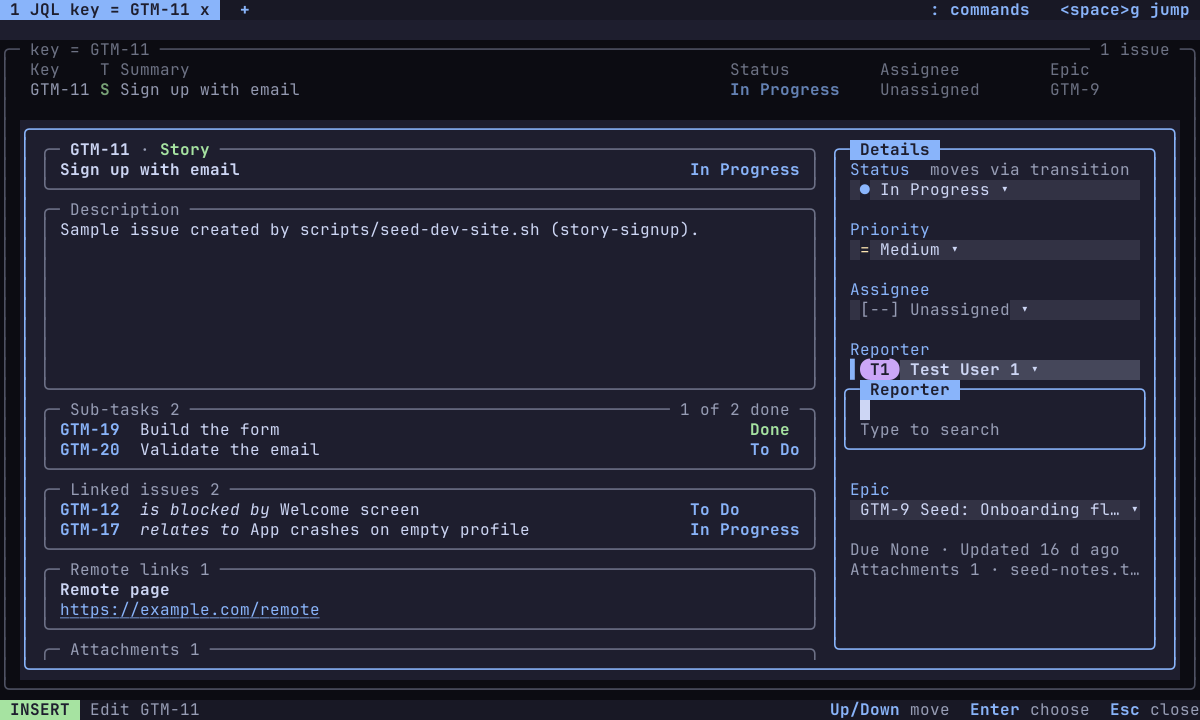 1 JQL key = GTM-11 x + : commands <space>g jump
key = GTM-11 1 issue
Key T Summary Status Assignee Epic
GTM-11 S Sign up with email In Progress Unassigned GTM-9
GTM-11 · Story
Sign up with email In Progress
Description
Sample issue created by scripts/seed-dev-site.sh (story-signup).
Sub-tasks 2 1 of 2 done
GTM-19 Build the form Done
GTM-20 Validate the email To Do
Linked issues 2
GTM-12 is blocked by Welcome screen To Do
GTM-17 relates to App crashes on empty profile In Progress
Remote links 1
Remote page
https://example.com/remote
Attachments 1
Details
Status moves via transition
● In Progress ▾
Priority
= Medium ▾
Assignee
[--] Unassigned ▾
Reporter
T1 Test User 1 ▾
Reporter
Type to search
Epic
GTM-9 Seed: Onboarding fl… ▾
Due None · Updated 16 d ago
Attachments 1 · seed-notes.t…
INSERT Edit GTM-11 Up/Down move Enter choose Esc close